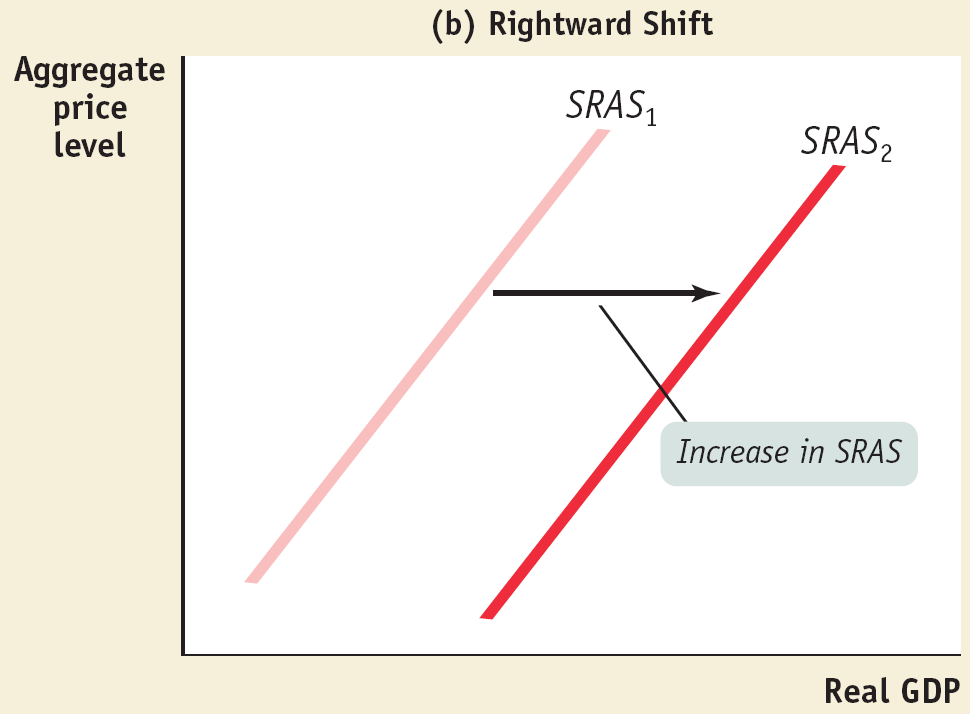 (b) Rightward Shift
Aggregate
price
level
SRAS₁
SRAS₂
Increase in SRAS
Real GDP